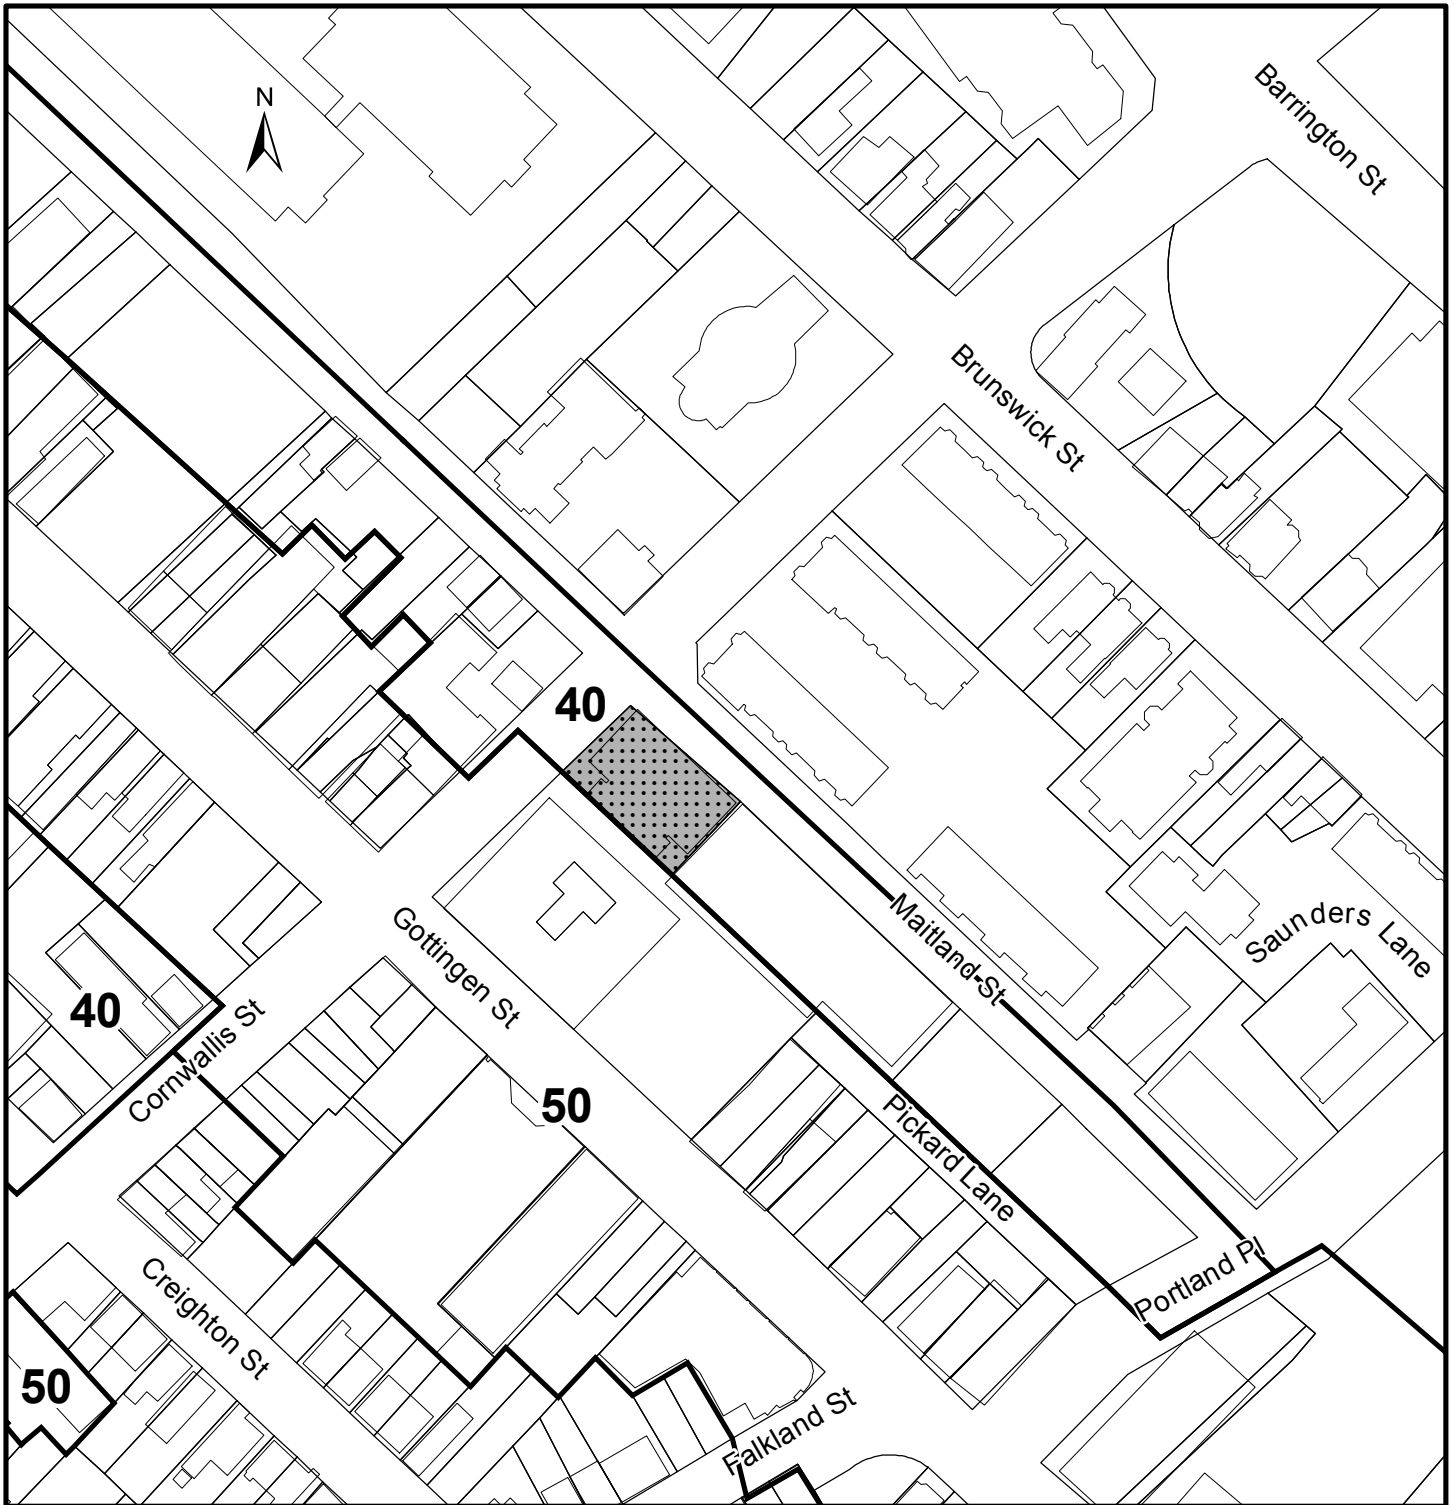 Barrington St
N
Brunswick St
40
Maitland St
Saunders Lane
Gottingen St
40
Cornwallis St
50
Pickard Lane
Portland Pl
Creighton St
50
Falkland St